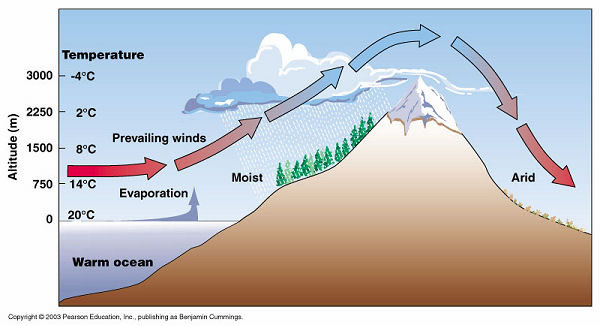 Temperature
3000
-4°C
2250
2°C
Prevailing winds
1500
8°C
Altitude (m)
Moist
Arid
750
14°C
Evaporation
0
20°C
Warm ocean
Copyright © 2003 Pearson Education, Inc., publishing as Benjamin Cummings.